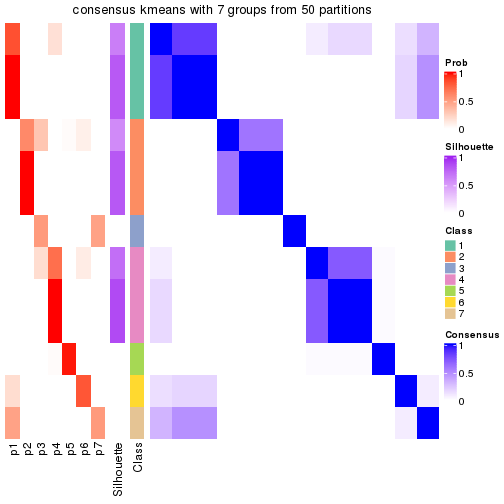 consensus kmeans with 7 groups from 50 partitions
Prob
1
0.5
0
Silhouette
1
0.5
0
Class
1
2
3
4
5
6
7
Consensus
1
0.5
0
p1
p2
p3
p4
p5
p6
p7
Silhouette
Class